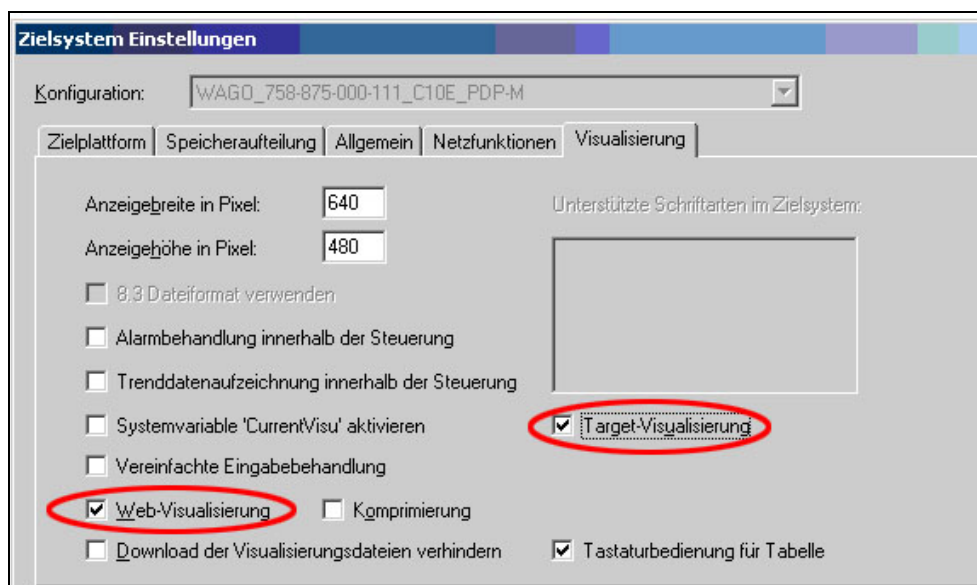 Zielsystem Einstellungen
Konfiguration: WAGO_758-875-000-111_C10E_PDP-M
Zielplattform Speicheraufteilung Allgemein Netzfunktionen Visualisierung
Anzeigebreite in Pixel: 640 Unterstützte Schriftarten im Zielsystem:
Anzeigehöhe in Pixel: 480
8.3 Dateiformat verwenden
Alarmbehandlung innerhalb der Steuerung
Trenddatenaufzeichnung innerhalb der Steuerung
Systemvariable 'CurrentVisu' aktivieren Target-Visualisierung
Vereinfachte Eingabebehandlung
Web-Visualisierung Komprimierung
Download der Visualisierungsdateien verhindern Tastaturbedienung für Tabelle